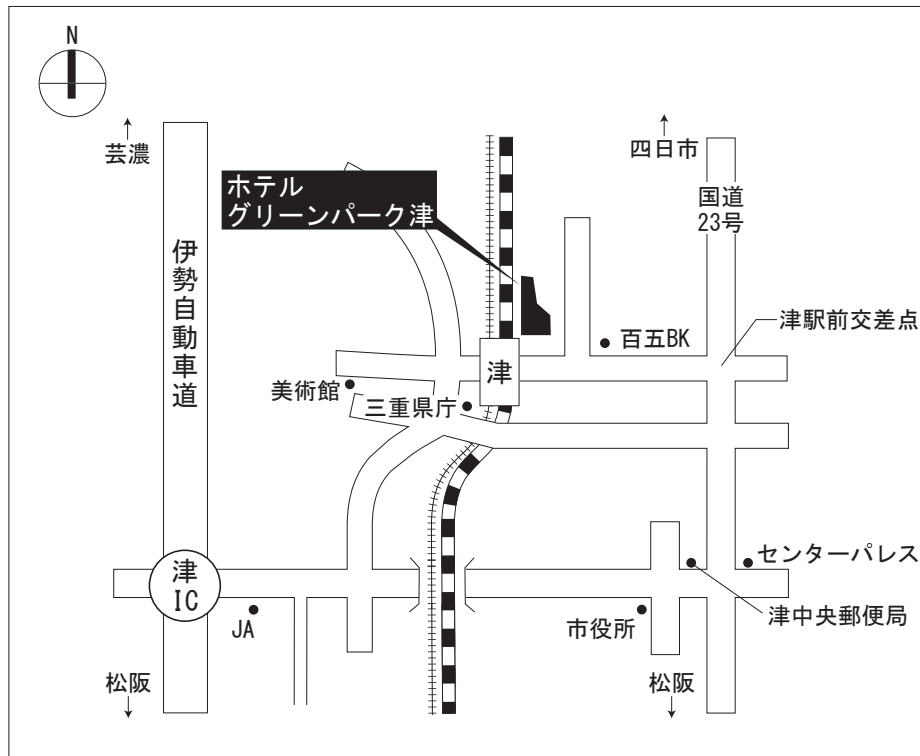 N
芸濃
四日市
ホテル
グリーンパーク津
国道
23号
伊勢自動車道
津駅前交差点
百五BK
津
美術館
三重県庁
センターパレス
津
IC
JA
市役所
津中央郵便局
松阪
松阪